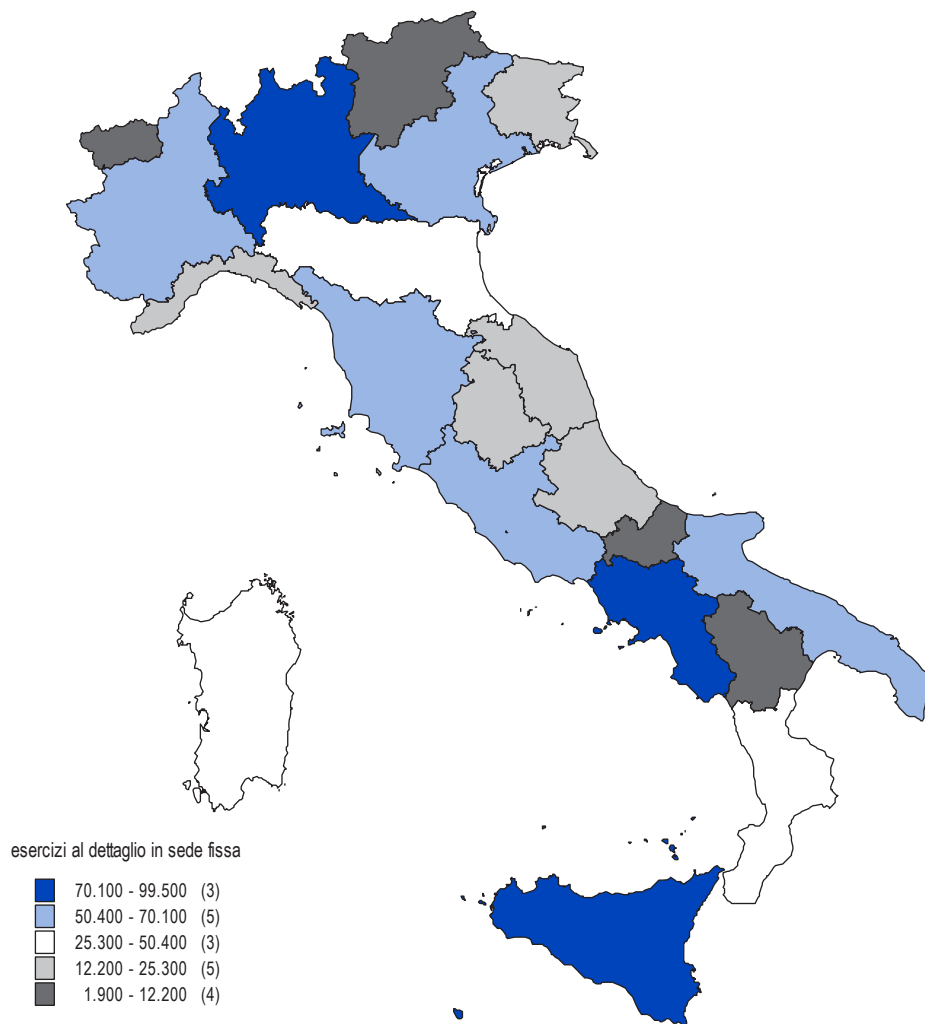 esercizi al dettaglio in sede fissa
70.100 - 99.500 (3)
50.400 - 70.100 (5)
25.300 - 50.400 (3)
12.200 - 25.300 (5)
1.900 - 12.200 (4)